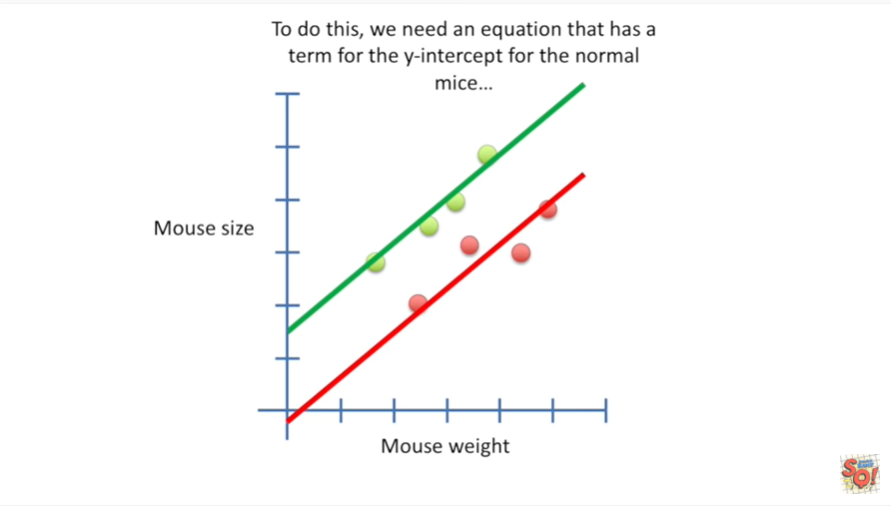 To do this, we need an equation that has a
term for the y-intercept for the normal
mice...
Mouse size
Mouse weight
SQ!